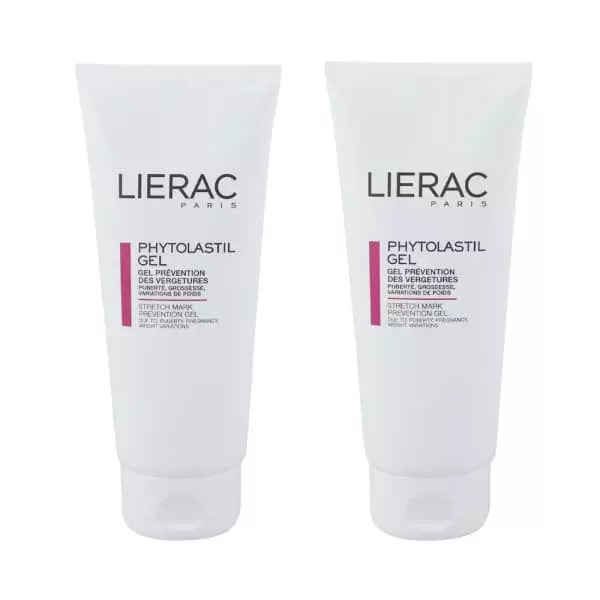 LIERAC
PARIS
PHYTOLASTIL
GEL
GEL PRÉVENTION
DES VERGETURES
PUBERTÉ, GROSSESSE,
VARIATIONS DE POIDS
STRETCH MARK
PREVENTION GEL
DUE TO: PUBERTY, PREGNANCY,
WEIGHT VARIATIONS
LIERAC
PARIS
PHYTOLASTIL
GEL
GEL PRÉVENTION
DES VERGETURES
PUBERTÉ, GROSSESSE,
VARIATIONS DE POIDS
STRETCH MARK
PREVENTION GEL
DUE TO: PUBERTY, PREGNANCY,
WEIGHT VARIATIONS